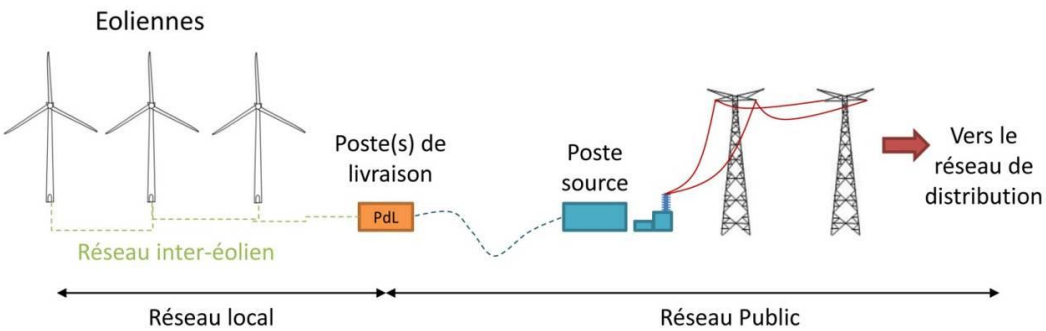 Eoliennes
Poste(s) de
livraison
PdL
Poste
source
Vers le
réseau de
distribution
Réseau inter-éolien
Réseau local
Réseau Public